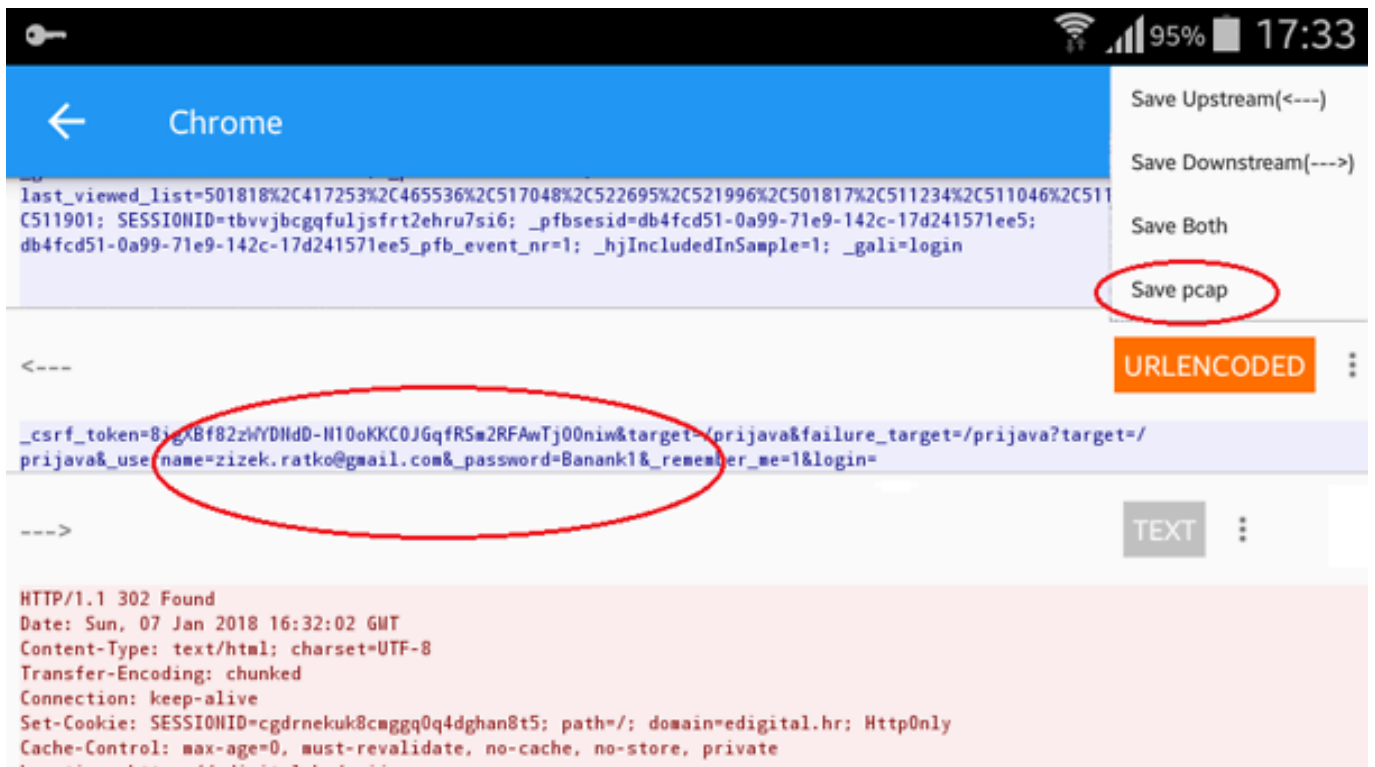 95% 17:33
Chrome
Save Upstream(<---)
Save Downstream(--->)
Save Both
Save pcap
last_viewed_list=501818%2C417253%2C465536%2C517048%2C522695%2C521996%2C501817%2C511234%2C511046%2C511
C511901; SESSIONID=tbvvjbcgqfuljsfrt2ehru7si6; _pfbsesid=db4fcd51-0a99-71e9-142c-17d241571ee5;
db4fcd51-0a99-71e9-142c-17d241571ee5_pfb_event_nr=1; _hjIncludedInSample=1; _gali=login
<---
URLENCODED
_csrf_token=8jgXBf82zWYDNdD-N10oKKC0JGqfRSm2RFAwTj00niw&target=/prijava&failure_target=/prijava?target=/
prijava&_username=zizek.ratko@gmail.com&_password=Banank1&_remember_me=1&login=
--->
TEXT
HTTP/1.1 302 Found
Date: Sun, 07 Jan 2018 16:32:02 GMT
Content-Type: text/html; charset=UTF-8
Transfer-Encoding: chunked
Connection: keep-alive
Set-Cookie: SESSIONID=cgdrnekuk8cmggq0q4dghan8t5; path=/; domain=edigital.hr; HttpOnly
Cache-Control: max-age=0, must-revalidate, no-cache, no-store, private